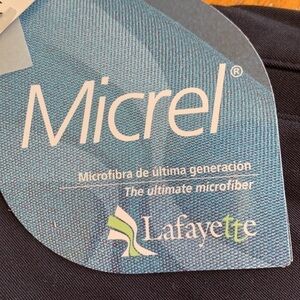 Micrel®
Microfibra de última generación
The ultimate microfiber
Lafayette